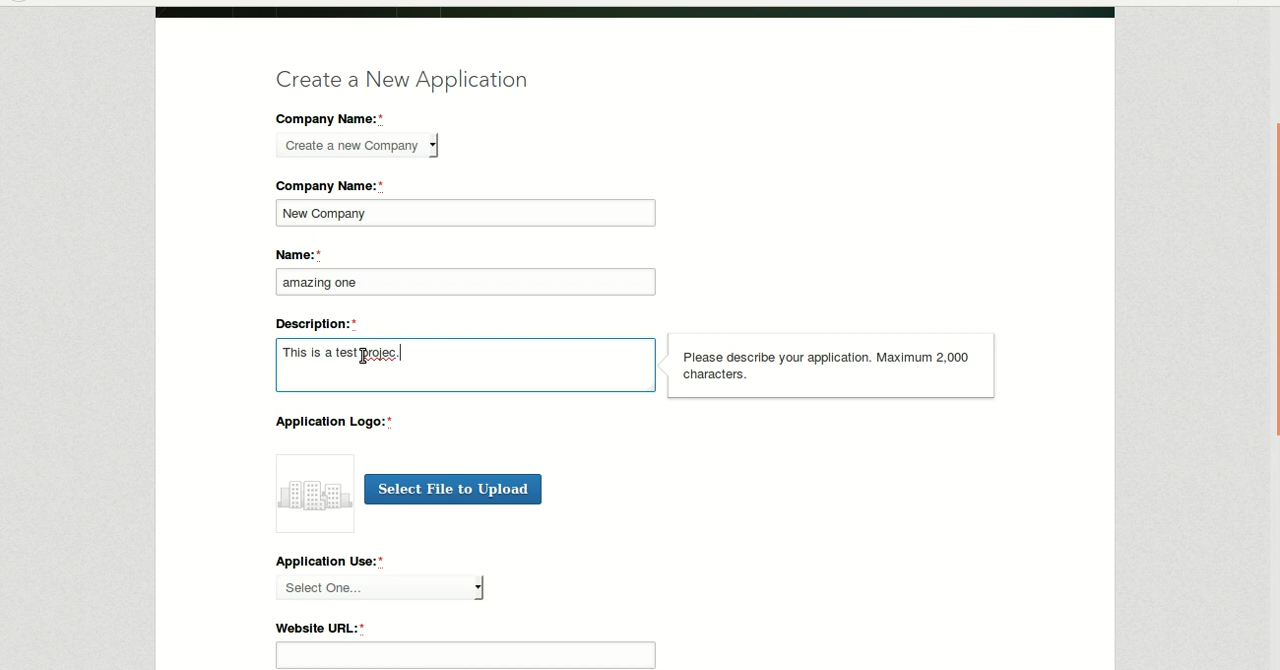 Create a New Application
Company Name:*
Create a new Company
Company Name:*
New Company
Name:*
amazing one
Description:*
This is a test projec.
Please describe your application. Maximum 2,000
characters.
Application Logo:*
Select File to Upload
Application Use:*
Select One...
Website URL:*